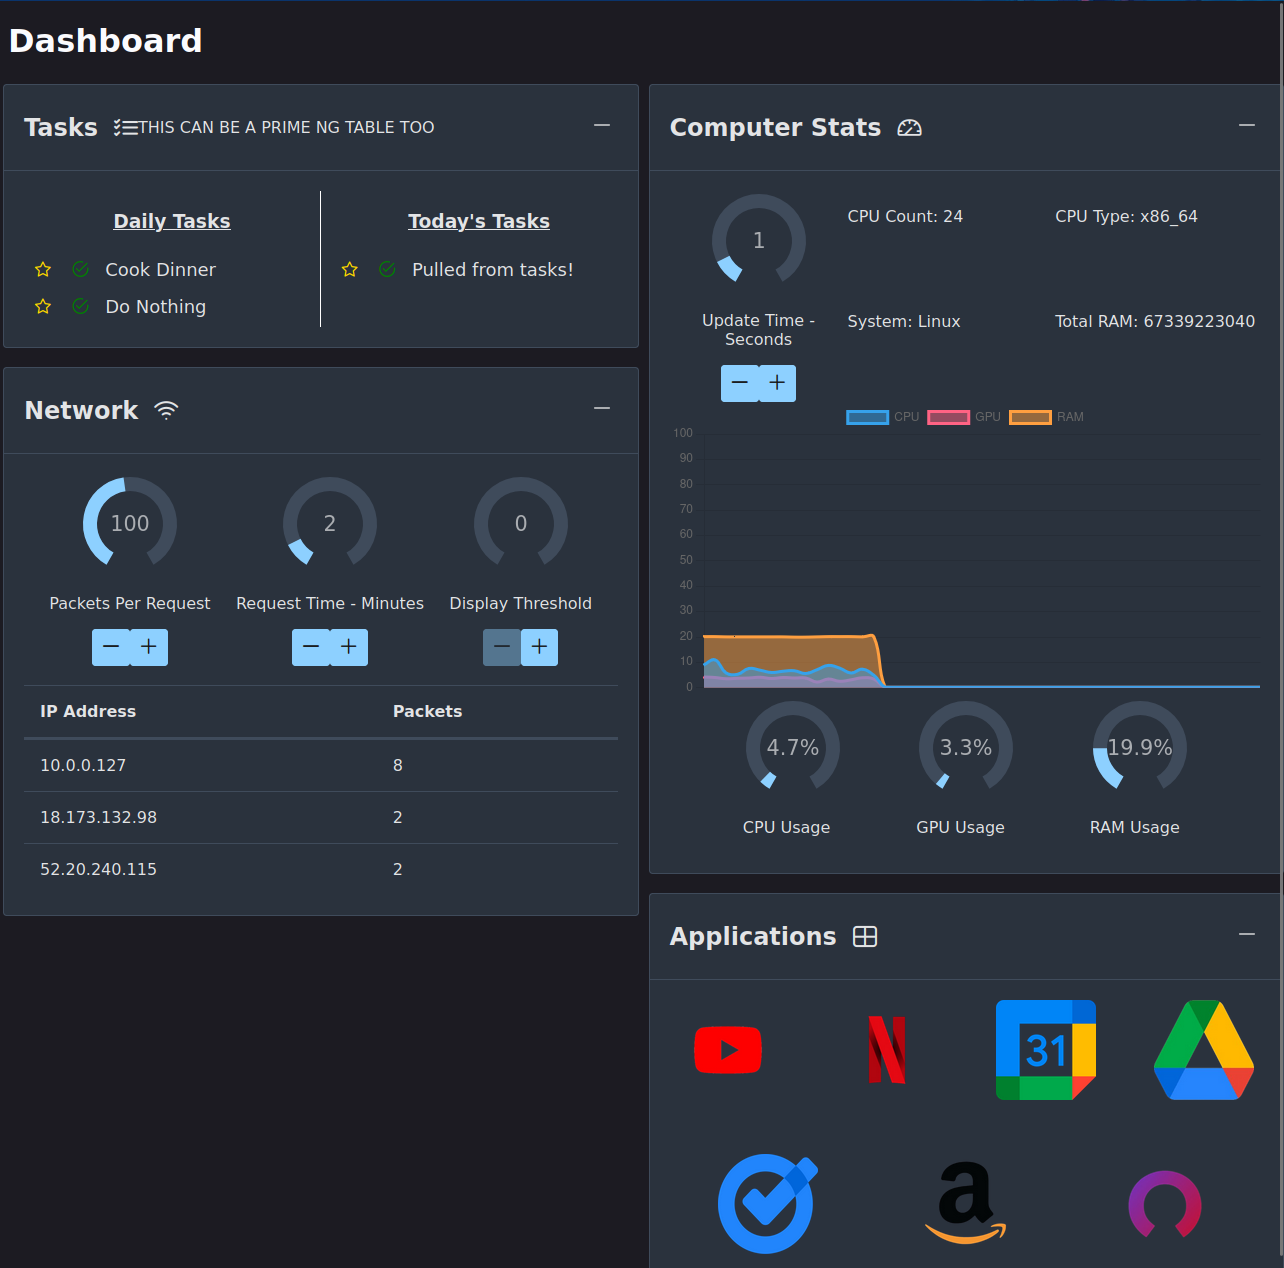 Dashboard
Tasks THIS CAN BE A PRIME NG TABLE TOO
Daily Tasks
Cook Dinner
Do Nothing
Today's Tasks
Pulled from tasks!
Network
100
2
0
Packets Per Request
Request Time - Minutes
Display Threshold
IP Address Packets
10.0.0.127 8
18.173.132.98 2
52.20.240.115 2
Computer Stats
1
Update Time -
Seconds
CPU Count: 24
CPU Type: x86_64
System: Linux
Total RAM: 67339223040
CPU GPU RAM
100
90
80
70
60
50
40
30
20
10
0
4.7%
3.3%
19.9%
CPU Usage
GPU Usage
RAM Usage
Applications
31